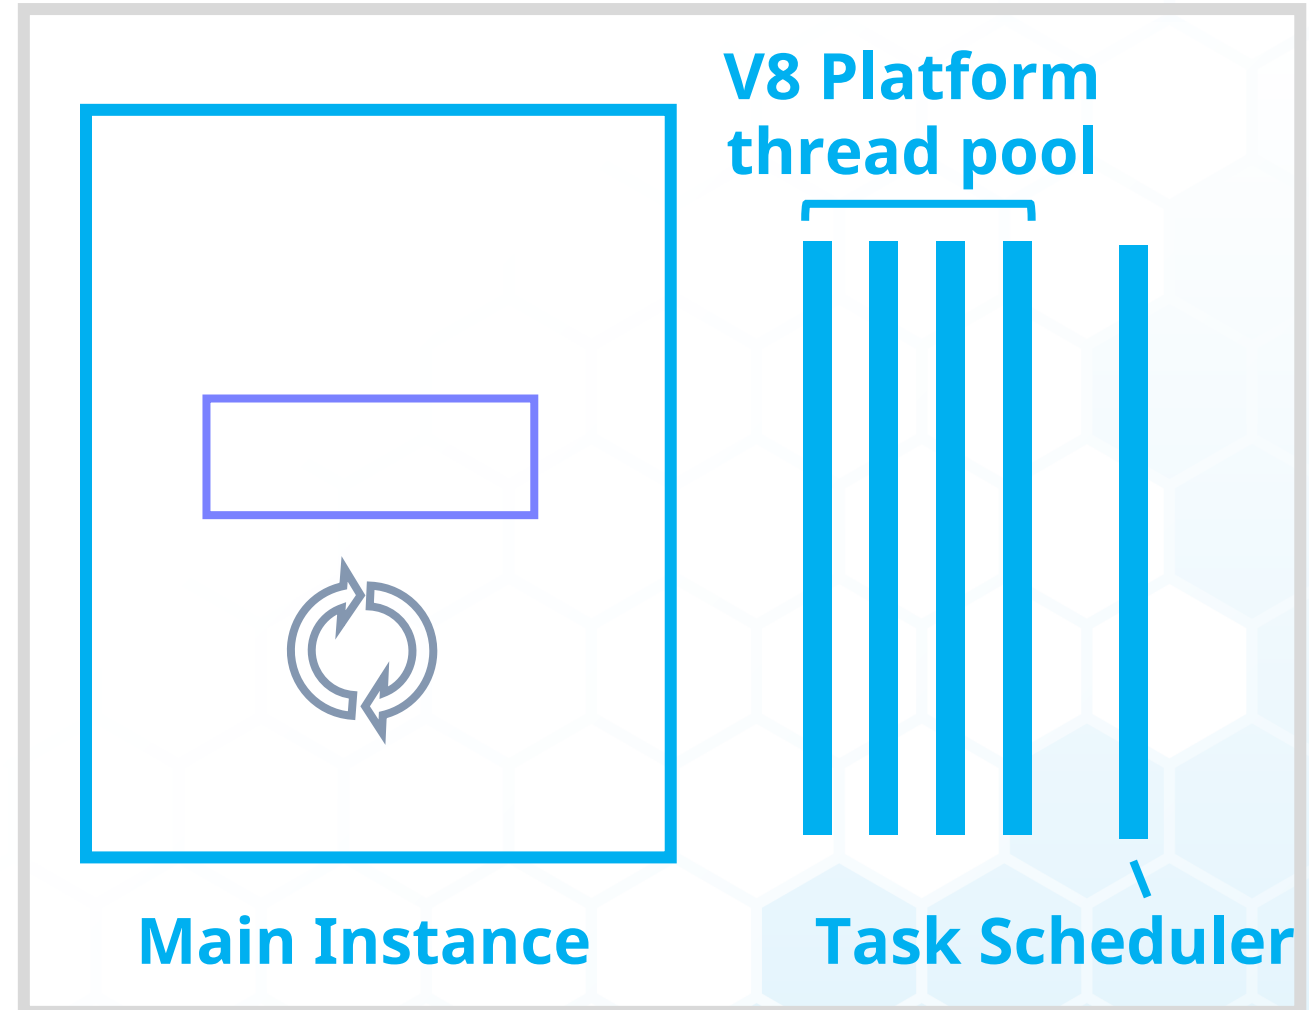 V8 Platform
thread pool
Main Instance
Task Scheduler